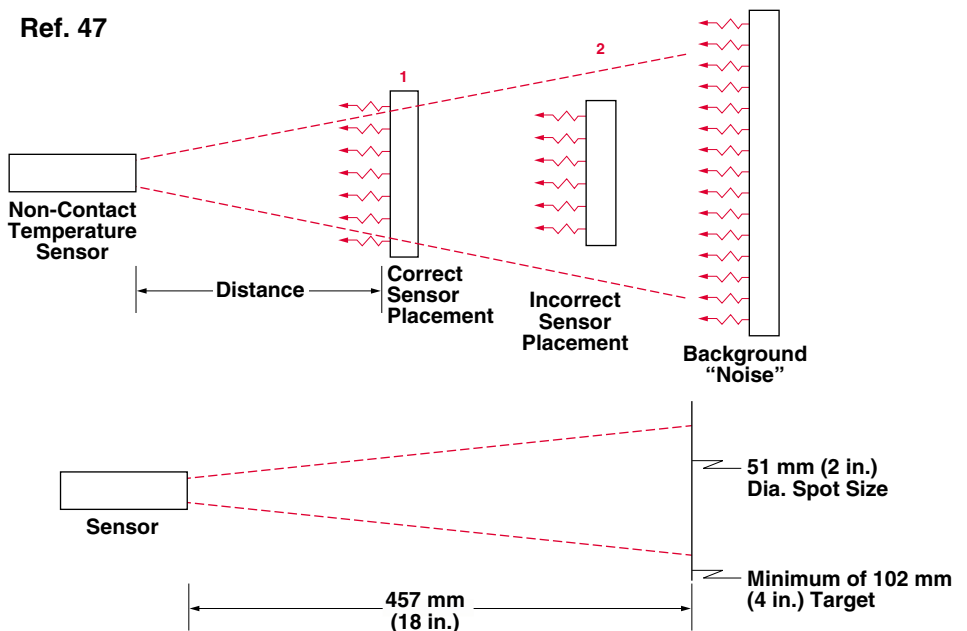 Ref. 47
1
2
Non-Contact
Temperature
Sensor
Distance
Correct
Sensor
Placement
Incorrect
Sensor
Placement
Background
“Noise”
Sensor
51 mm (2 in.)
Dia. Spot Size
Minimum of 102 mm
(4 in.) Target
457 mm
(18 in.)